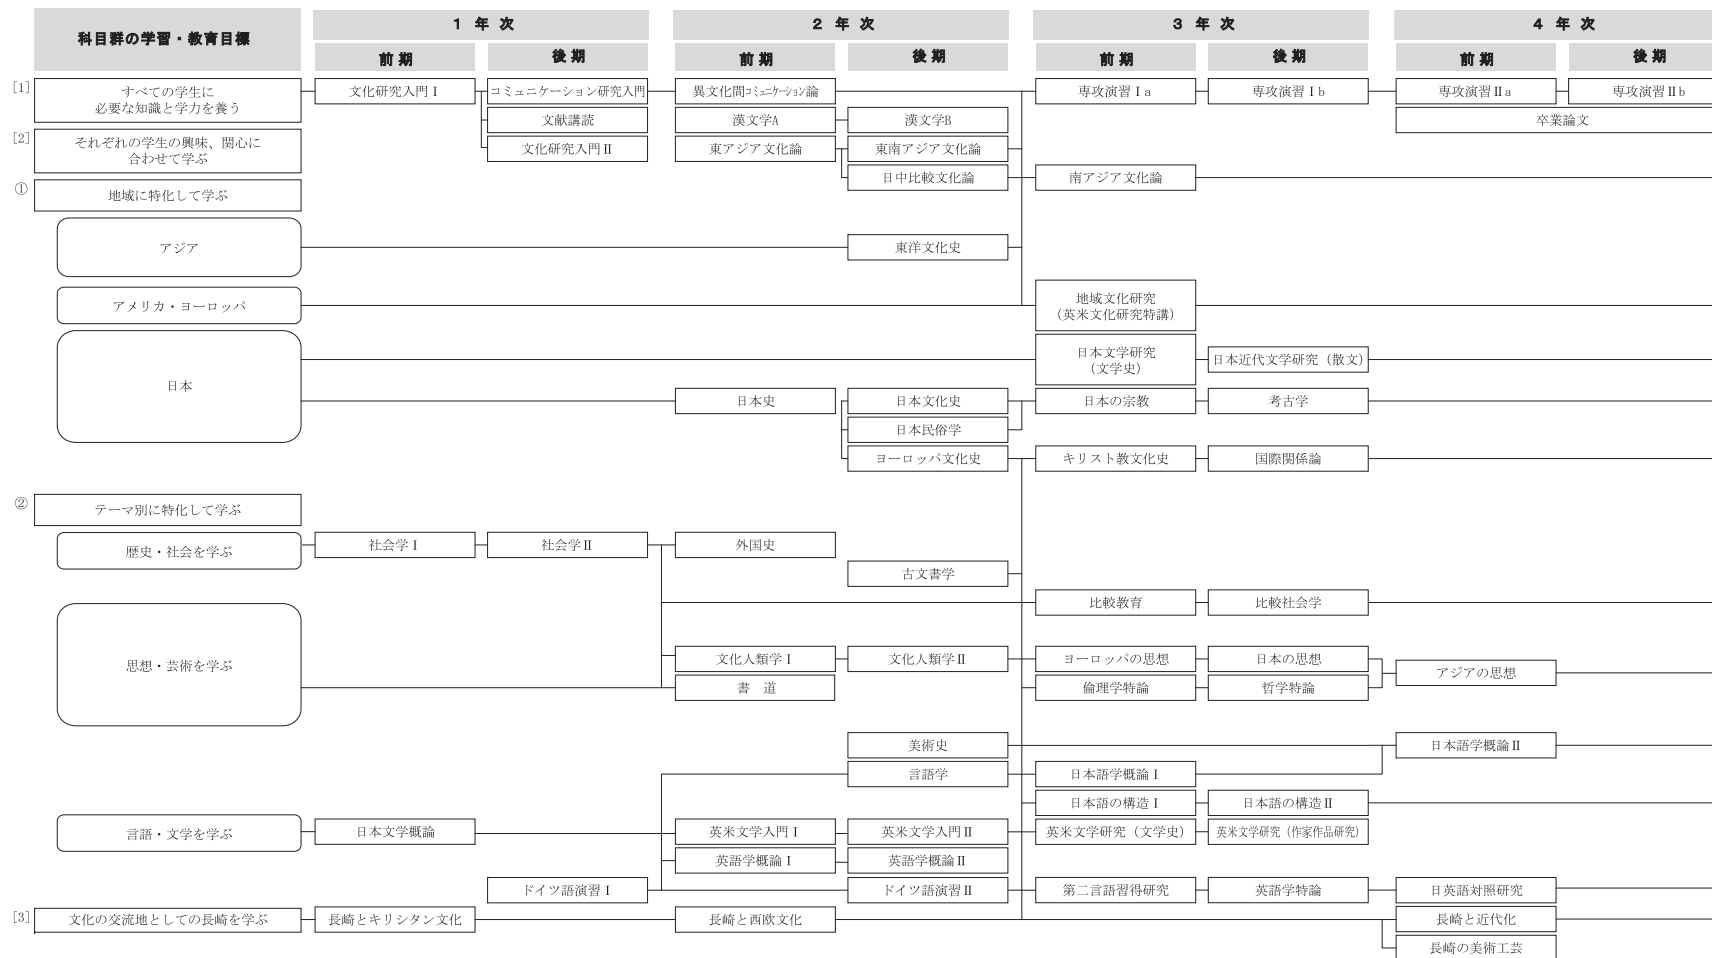 科目群の学習・教育目標
1 年 次
2 年 次
3 年 次
4 年 次
前 期
後 期
前 期
後 期
前 期
後 期
前 期
後 期
[1]
すべての学生に
必要な知識と学力を養う
文化研究入門Ⅰ
コミュニケーション研究入門
異文化間コミュニケーション論
専攻演習Ⅰa
専攻演習Ⅰb
専攻演習Ⅱa
専攻演習Ⅱb
文献講読
漢文学A
漢文学B
卒業論文
[2]
それぞれの学生の興味、関心に
合わせて学ぶ
文化研究入門Ⅱ
東アジア文化論
東南アジア文化論
日中比較文化論
南アジア文化論
①
地域に特化して学ぶ
アジア
東洋文化史
アメリカ・ヨーロッパ
地域文化研究
（英米文化研究特講）
日本
日本文学研究
（文学史）
日本近代文学研究（散文）
日本史
日本文化史
日本の宗教
考古学
日本民俗学
ヨーロッパ文化史
キリスト教文化史
国際関係論
②
テーマ別に特化して学ぶ
歴史・社会を学ぶ
社会学Ⅰ
社会学Ⅱ
外国史
古文書学
比較教育
比較社会学
思想・芸術を学ぶ
文化人類学Ⅰ
文化人類学Ⅱ
ヨーロッパの思想
日本の思想
アジアの思想
書　道
倫理学特論
哲学特論
美術史
日本語学概論Ⅱ
言語学
日本語学概論Ⅰ
日本語の構造Ⅰ
日本語の構造Ⅱ
言語・文学を学ぶ
日本文学概論
英米文学入門Ⅰ
英米文学入門Ⅱ
英米文学研究（文学史）
英米文学研究（作家作品研究）
英語学概論Ⅰ
英語学概論Ⅱ
ドイツ語演習Ⅰ
ドイツ語演習Ⅱ
第二言語習得研究
英語学特論
日英語対照研究
[3]
文化の交流地としての長崎を学ぶ
長崎とキリシタン文化
長崎と西欧文化
長崎と近代化
長崎の美術工芸